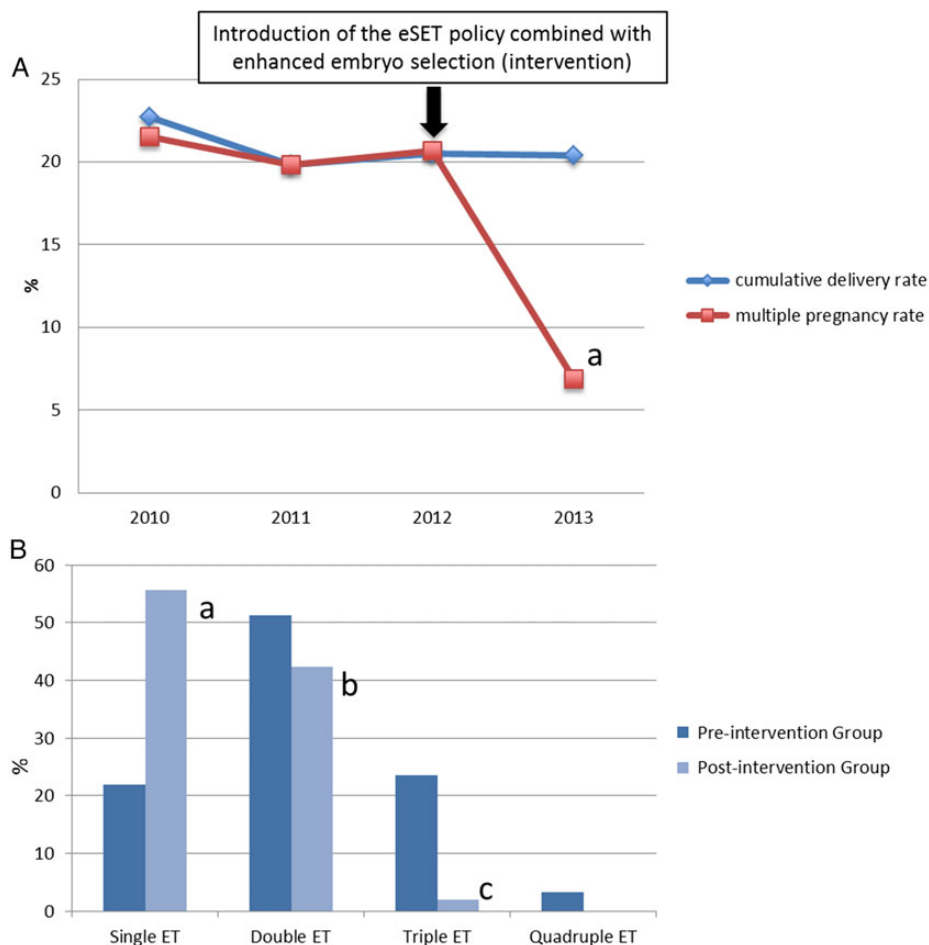 Introduction of the eSET policy combined with
enhanced embryo selection (intervention)
A
25
20
15
10
5
0
%
2010
2011
2012
2013
a
cumulative delivery rate
multiple pregnancy rate
B
60
50
40
30
20
10
0
%
a
b
c
Single ET
Double ET
Triple ET
Quadruple ET
Pre-intervention Group
Post-intervention Group